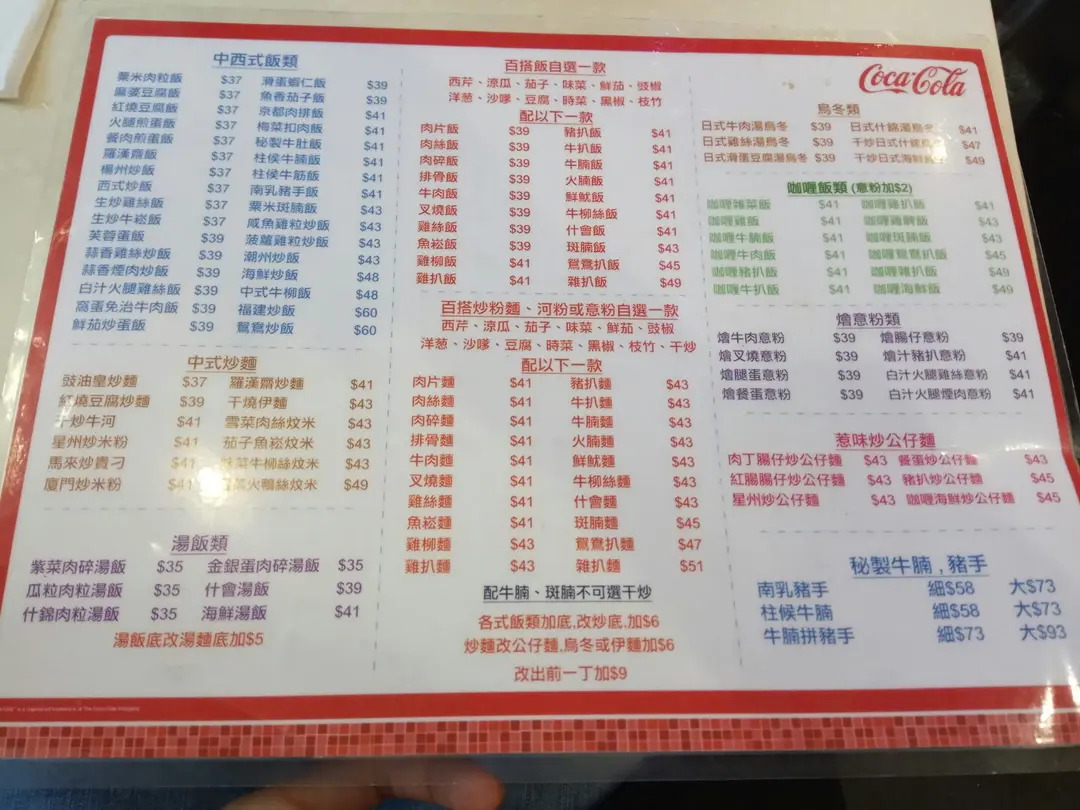 中西式飯類
粟米肉粒飯 $37 滑蛋蝦仁飯 $39
麻婆豆腐飯 $37 魚香茄子飯 $39
紅燒豆腐飯 $37 京都肉排飯 $41
火腿煎蛋飯 $37 梅菜扣肉飯 $41
餐肉煎蛋飯 $37 秘製牛肚飯 $41
羅漢齋飯 $37 柱侯牛腩飯 $41
楊州炒飯 $37 柱侯牛筋飯 $41
西式炒飯 $37 南乳豬手飯 $41
生炒雞絲飯 $37 粟米斑腩飯 $43
生炒牛崧飯 $37 咸魚雞粒炒飯 $43
芙蓉蛋飯 $39 菠蘿雞粒炒飯 $43
蒜香雞絲炒飯 $39 潮州炒飯 $43
蒜香煙肉炒飯 $39 海鮮炒飯 $48
白汁火腿雞絲飯 $39 中式牛柳飯 $48
窩蛋免治牛肉飯 $39 福建炒飯 $60
鮮茄炒蛋飯 $39 鴛鴦炒飯 $60
中式炒麵
豉油皇炒麵 $37 羅漢齋炒麵 $41
紅燒豆腐炒麵 $39 干燒伊麵 $43
干炒牛河 $41 雪菜肉絲炆米 $43
星州炒米粉 $41 茄子魚崧炆米 $43
馬來炒貴刁 $41 味菜牛柳絲炆米 $43
廈門炒米粉 $41 菜火鴨絲炆米 $49
湯飯類
紫菜肉碎湯飯 $35 金銀蛋肉碎湯飯 $35
瓜粒肉粒湯飯 $35 什會湯飯 $39
什錦肉粒湯飯 $35 海鮮湯飯 $41
湯飯底改湯麵底加$5
百搭飯自選一款
西芹、涼瓜、茄子、味菜、鮮茄、豉椒
洋葱、沙嗲、豆腐、時菜、黑椒、枝竹
配以下一款
肉片飯 $39 豬扒飯 $41
肉絲飯 $39 牛扒飯 $41
肉碎飯 $39 牛腩飯 $41
排骨飯 $39 火腩飯 $41
牛肉飯 $39 鮮魷飯 $41
叉燒飯 $39 牛柳絲飯 $41
雞絲飯 $39 什會飯 $41
魚崧飯 $39 斑腩飯 $43
雞柳飯 $41 鴛鴦扒飯 $45
雞扒飯 $41 雜扒飯 $49
百搭炒粉麵、河粉或意粉自選一款
西芹、涼瓜、茄子、味菜、鮮茄、豉椒
洋葱、沙嗲、豆腐、時菜、黑椒、枝竹、干炒
配以下一款
肉片麵 $41 豬扒麵 $43
肉絲麵 $41 牛扒麵 $43
肉碎麵 $41 牛腩麵 $43
排骨麵 $41 火腩麵 $43
牛肉麵 $41 鮮魷麵 $43
叉燒麵 $41 牛柳絲麵 $43
雞絲麵 $41 什會麵 $43
魚崧麵 $41 斑腩麵 $45
雞柳麵 $43 鴛鴦扒麵 $47
雞扒麵 $43 雜扒麵 $51
配牛腩、斑腩不可選干炒
各式飯類加底,改炒底,加$6
炒麵改公仔麵,烏冬或伊麵加$6
改出前一丁加$9
Coca-Cola
烏冬類
日式牛肉湯烏冬 $39 日式什錦湯烏冬 $41
日式雞絲湯烏冬 $39 干炒日式什錦烏 $47
日式滑蛋豆腐湯烏冬 $39 干炒日式海鮮 $49
咖喱飯類 (意粉加$2)
咖喱雜菜飯 $41 咖喱雞扒飯 $41
咖喱雞飯 $41 咖喱鮮魷飯 $43
咖喱牛腩飯 $41 咖喱斑腩飯 $43
咖喱牛肉飯 $41 咖喱鴛鴦扒飯 $45
咖喱豬扒飯 $41 咖喱雜扒飯 $49
咖喱牛扒飯 $41 咖喱海鮮飯 $49
燴意粉類
燴牛肉意粉 $39 燴腸仔意粉 $39
燴叉燒意粉 $39 燴汁豬扒意粉 $41
燴腿蛋意粉 $39 白汁火腿雞絲意粉 $41
燴餐蛋意粉 $39 白汁火腿煙肉意粉 $41
惹味炒公仔麵
肉丁腸仔炒公仔麵 $43 餐蛋炒公仔麵 $43
紅腸腸仔炒公仔麵 $43 豬扒炒公仔麵 $45
星州炒公仔麵 $43 咖喱海鮮炒公仔麵 $45
秘製牛腩,豬手
南乳豬手 細$58 大$73
柱候牛腩 細$58 大$73
牛腩拼豬手 細$73 大$93